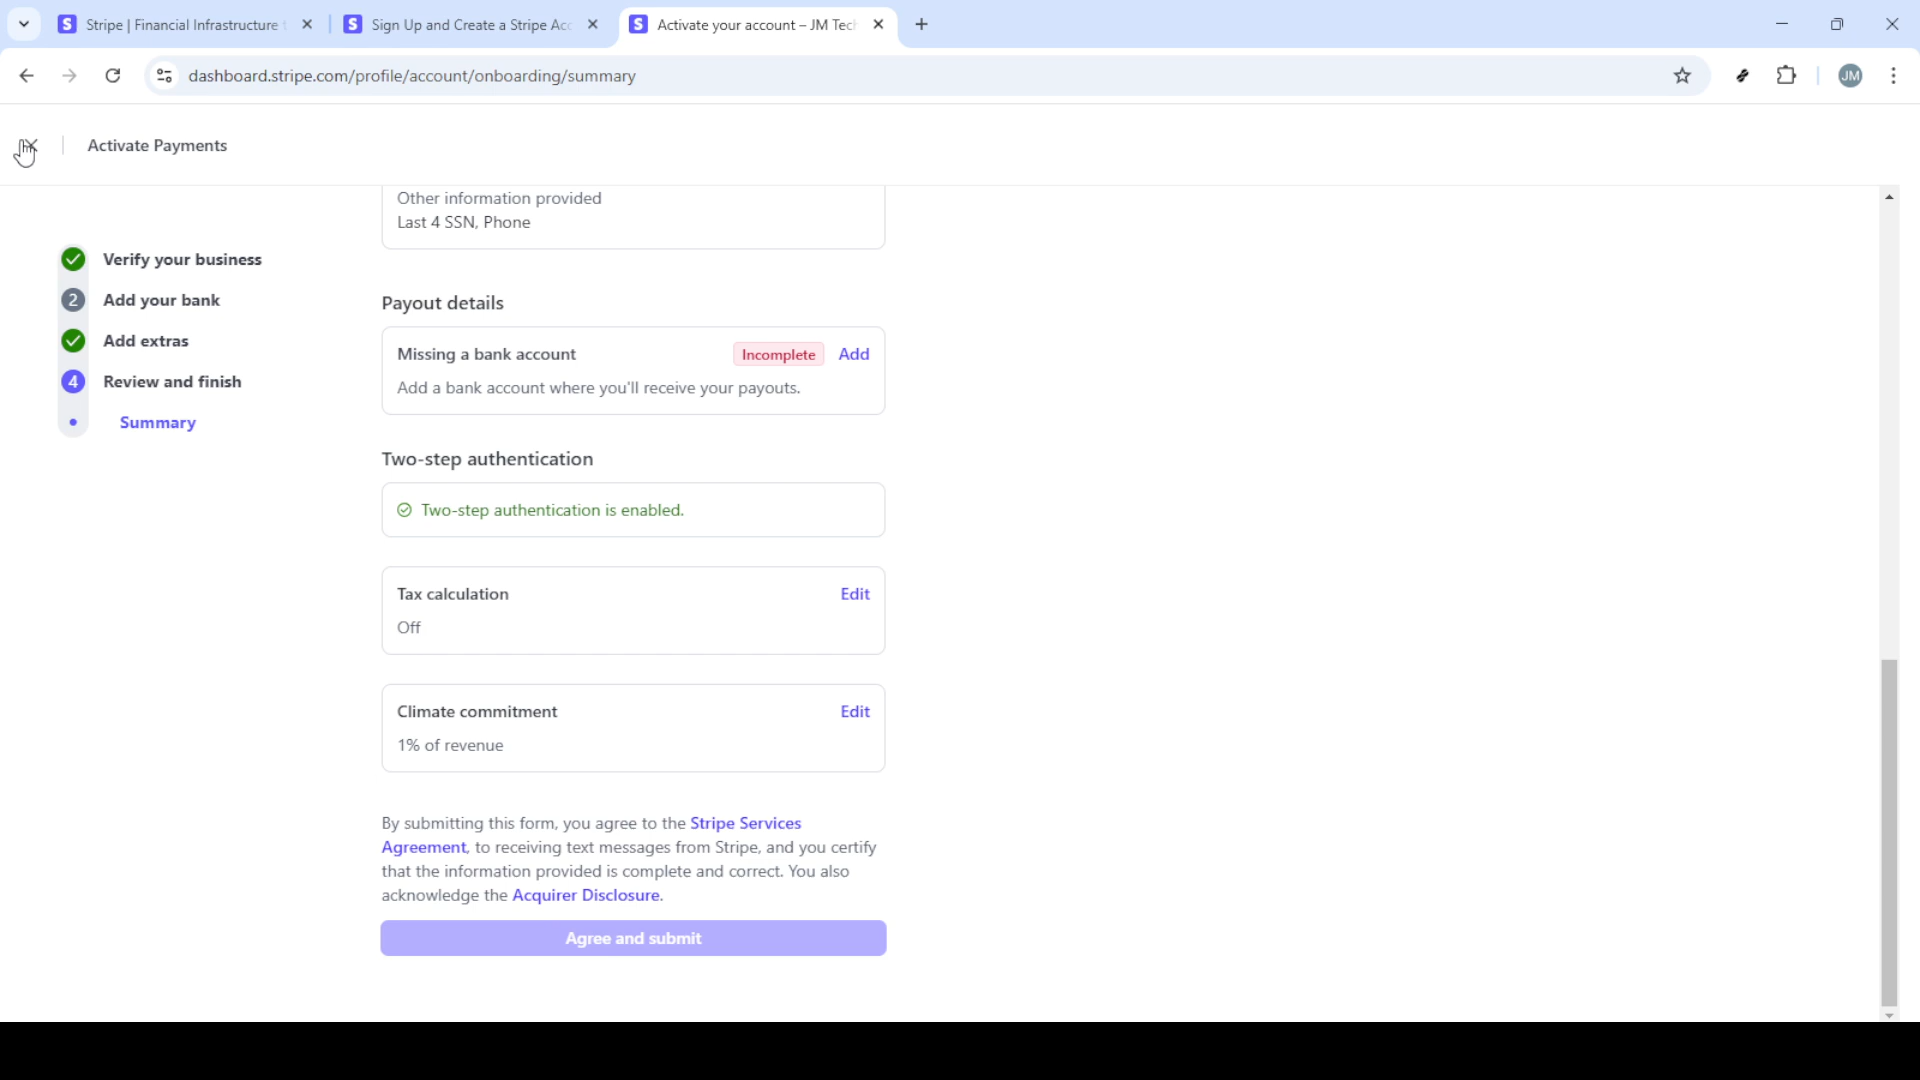 Stripe | Financial Infrastructure t
Sign Up and Create a Stripe Acc
Activate your account – JM Tech
dashboard.stripe.com/profile/account/onboarding/summary
JM
Activate Payments
Verify your business
2 Add your bank
Add extras
4 Review and finish
Summary
Other information provided
Last 4 SSN, Phone
Payout details
Missing a bank account Incomplete Add
Add a bank account where you'll receive your payouts.
Two-step authentication
Two-step authentication is enabled.
Tax calculation Edit
Off
Climate commitment Edit
1% of revenue
By submitting this form, you agree to the Stripe Services
Agreement, to receiving text messages from Stripe, and you certify
that the information provided is complete and correct. You also
acknowledge the Acquirer Disclosure.
Agree and submit